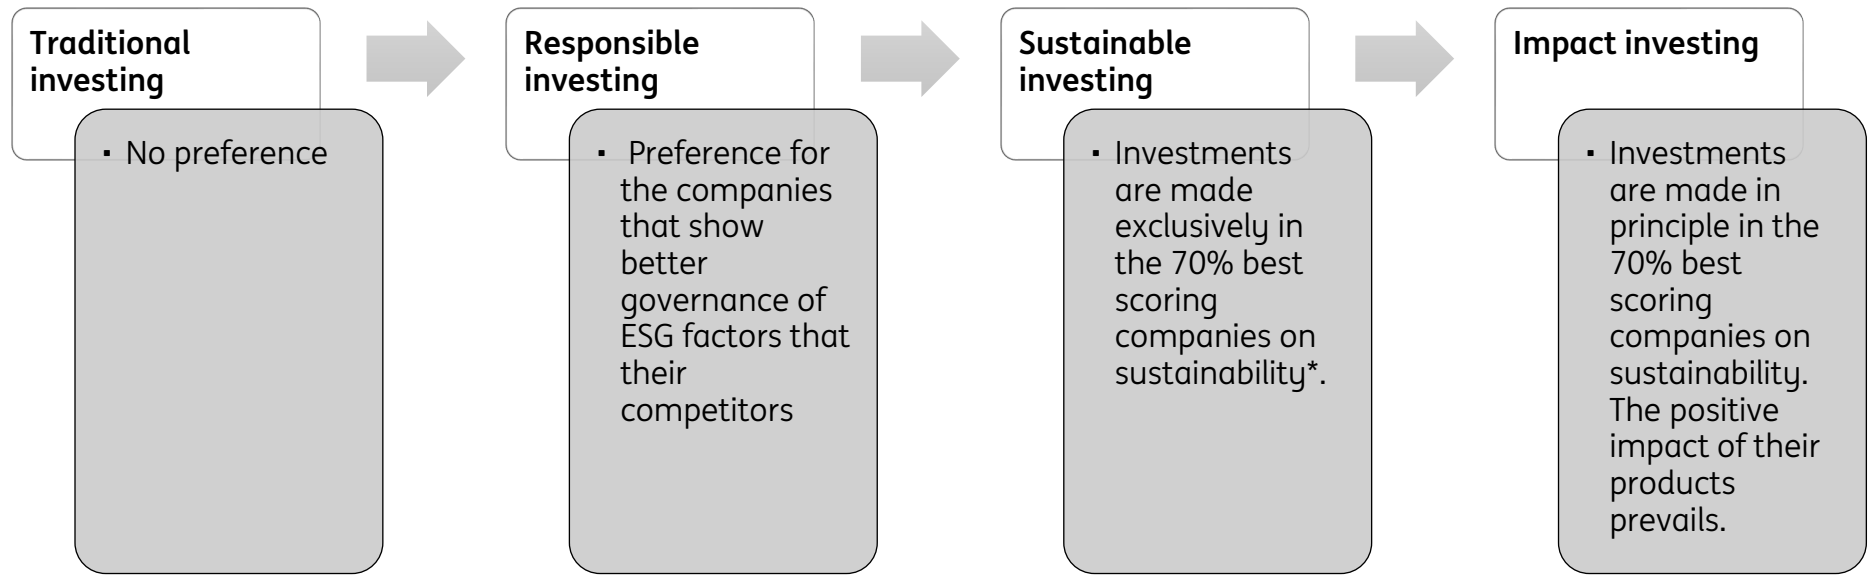 Traditional
investing
▪ No preference
Responsible
investing
▪ Preference for
the companies
that show
better
governance of
ESG factors that
their
competitors
Sustainable
investing
▪ Investments
are made
exclusively in
the 70% best
scoring
companies on
sustainability*.
Impact investing
▪ Investments
are made in
principle in the
70% best
scoring
companies on
sustainability.
The positive
impact of their
products
prevails.